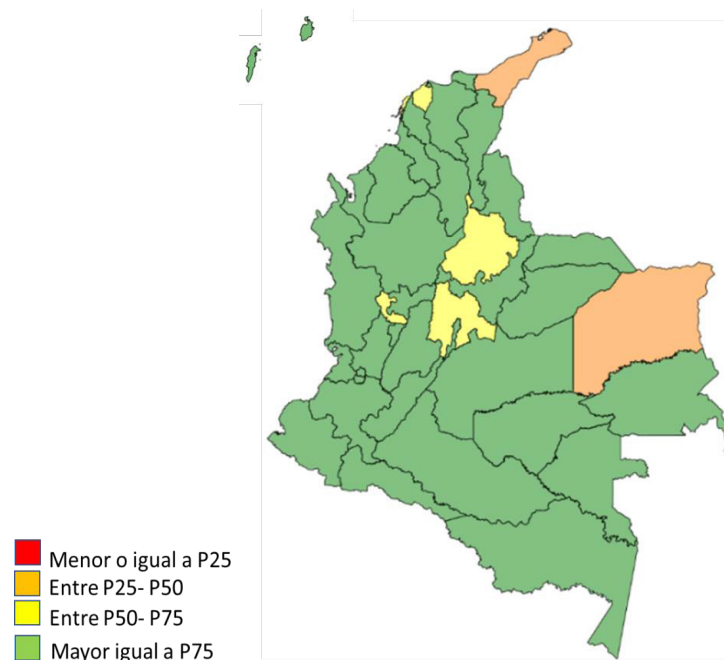 Menor o igual a P25
Entre P25- P50
Entre P50- P75
Mayor igual a P75